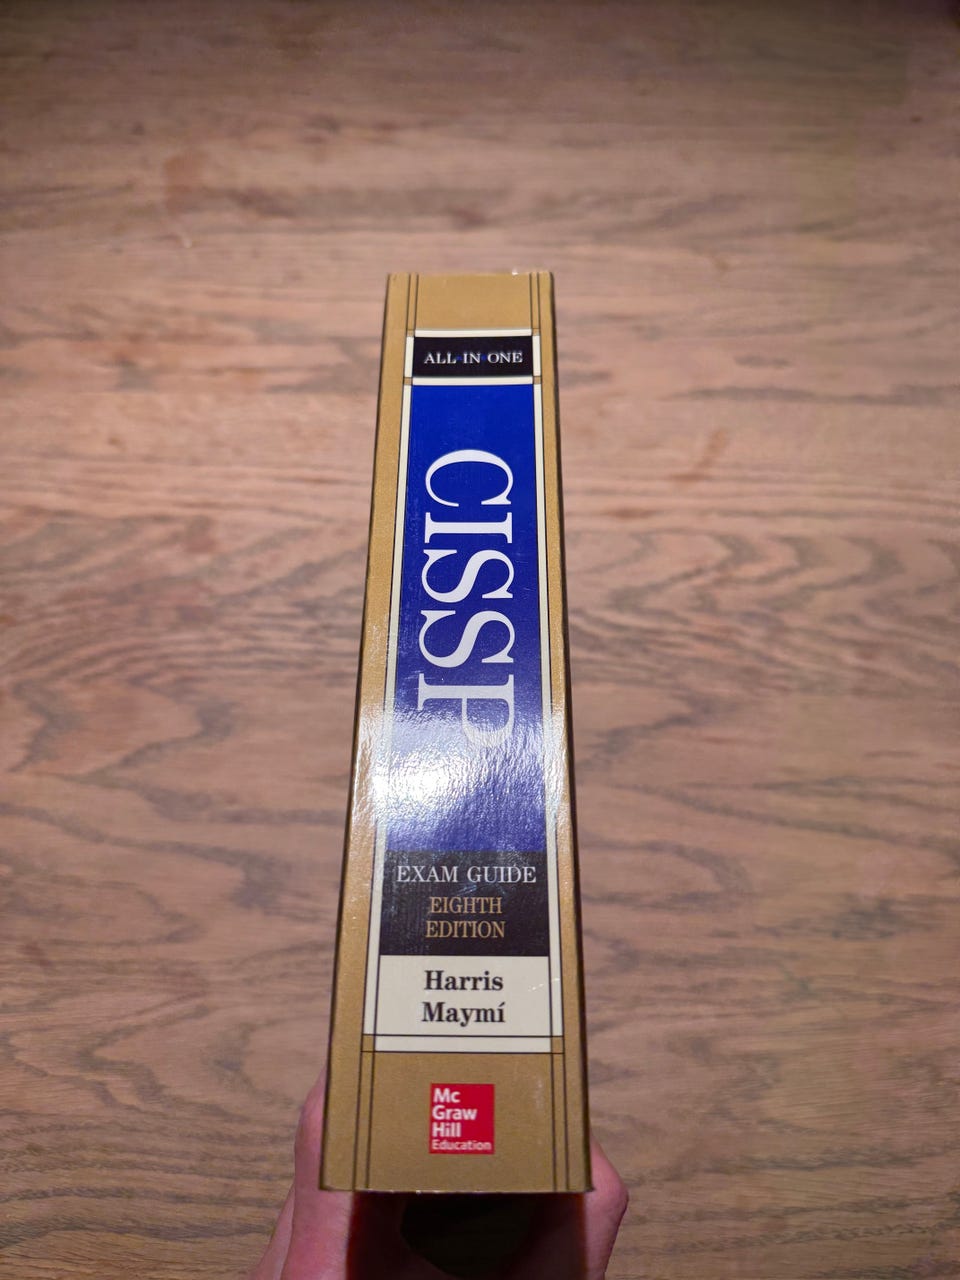 ALL IN ONE
CISSP
EXAM GUIDE
EIGHTH
EDITION
Harris
Maymí
Mc
Graw
Hill
Education